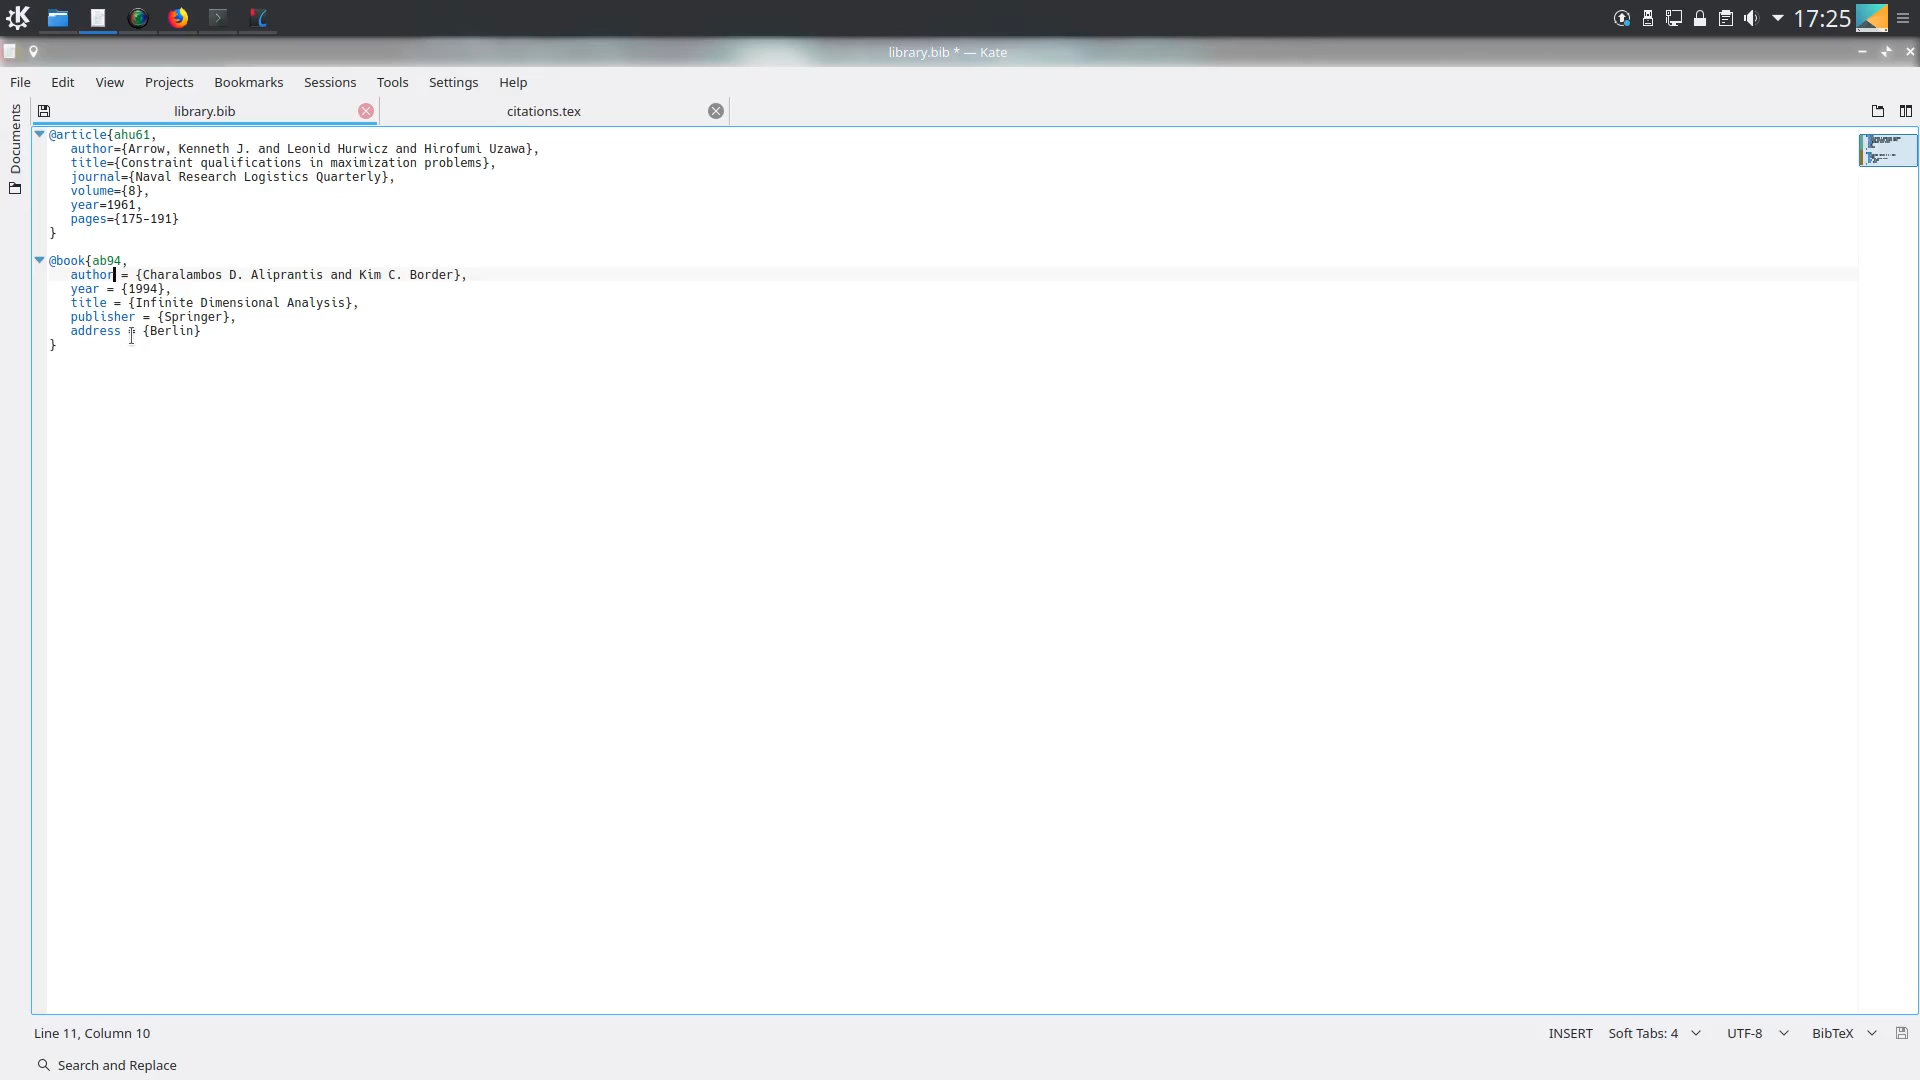 17:25
library.bib * — Kate
File Edit View Projects Bookmarks Sessions Tools Settings Help
Documents
library.bib
citations.tex
@article{ahu61,
author={Arrow, Kenneth J. and Leonid Hurwicz and Hirofumi Uzawa},
title={Constraint qualifications in maximization problems},
journal={Naval Research Logistics Quarterly},
volume={8},
year=1961,
pages={175-191}
}
@book{ab94,
author = {Charalambos D. Aliprantis and Kim C. Border},
year = {1994},
title = {Infinite Dimensional Analysis},
publisher = {Springer},
address = {Berlin}
}
Line 11, Column 10
INSERT Soft Tabs: 4 UTF-8 BibTeX
Search and Replace